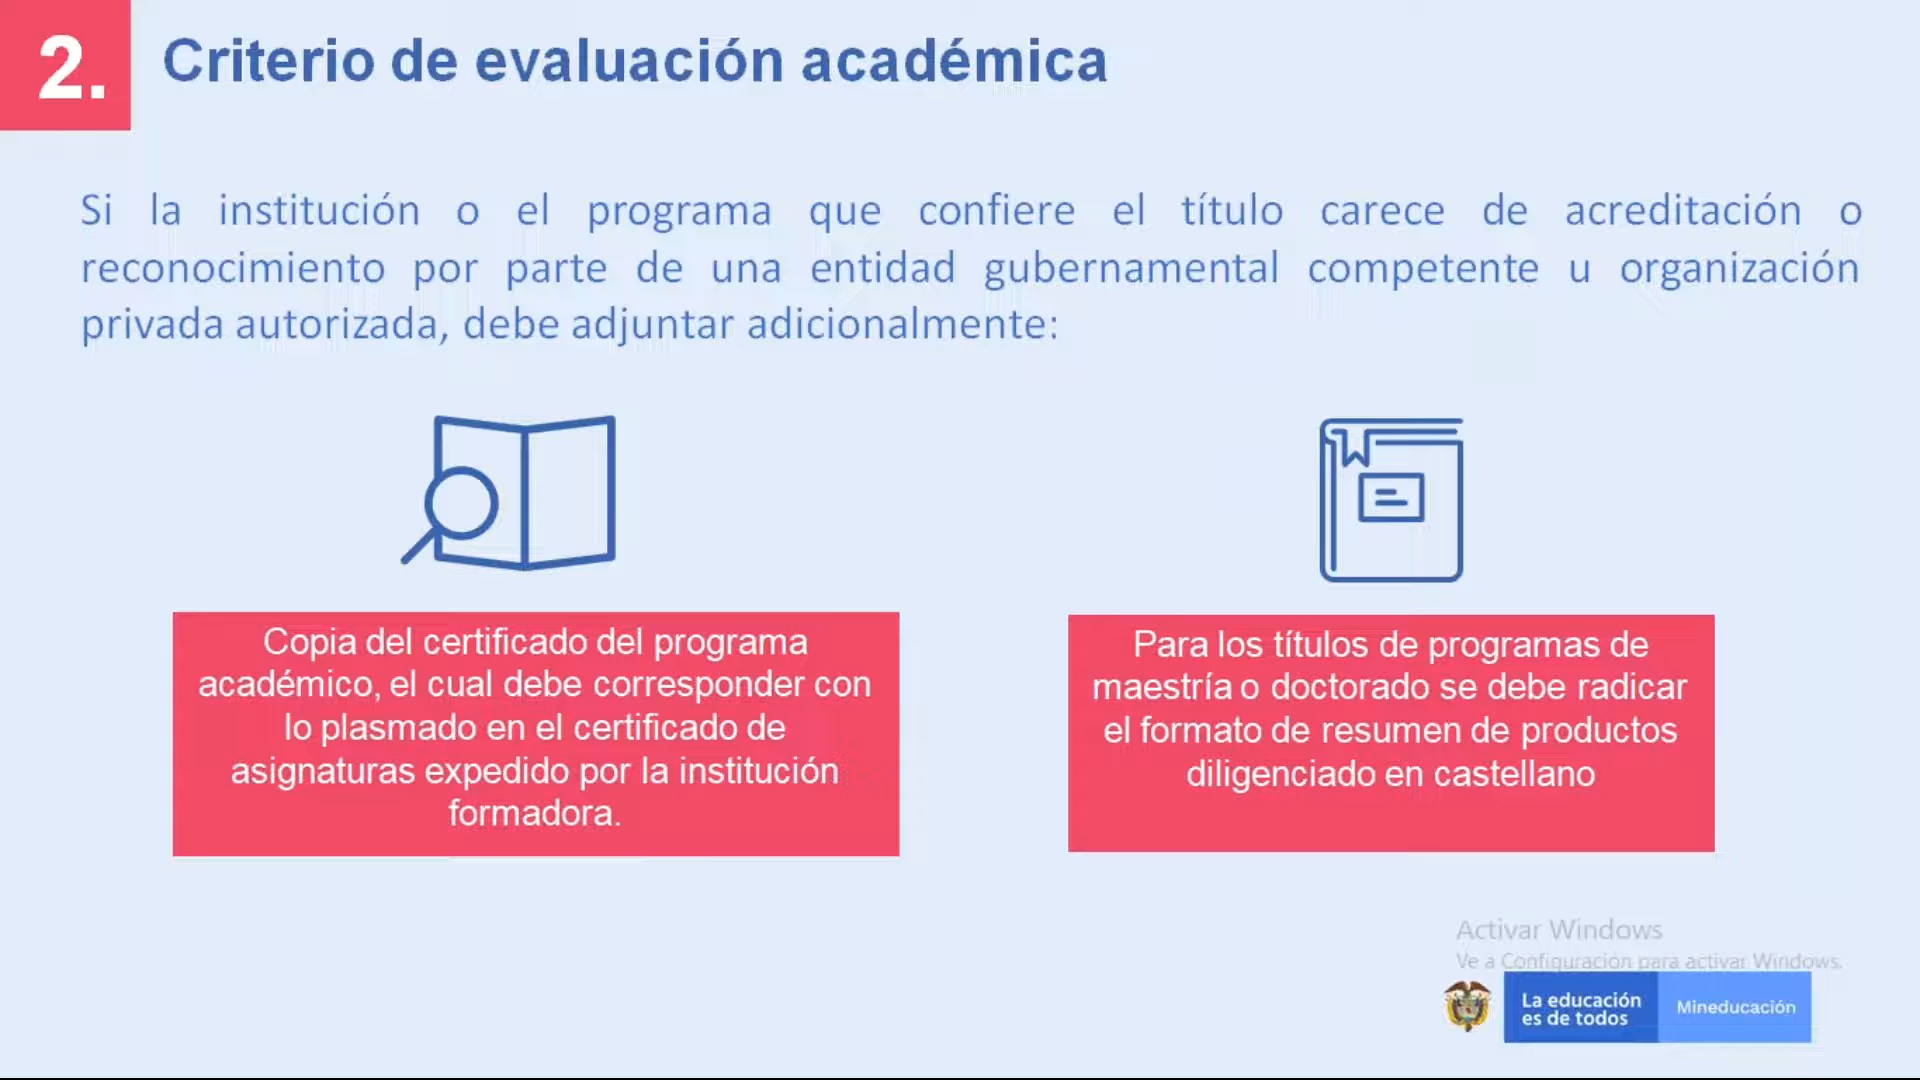 2.
Criterio de evaluación académica
Si la institución o el programa que confiere el título carece de acreditación o
reconocimiento por parte de una entidad gubernamental competente u organización
privada autorizada, debe adjuntar adicionalmente:
Copia del certificado del programa
académico, el cual debe corresponder con
lo plasmado en el certificado de
asignaturas expedido por la institución
formadora.
Para los títulos de programas de
maestría o doctorado se debe radicar
el formato de resumen de productos
diligenciado en castellano
Activar Windows
Ve a Configuración para activar Windows.
La educación
es de todos
Mineducación